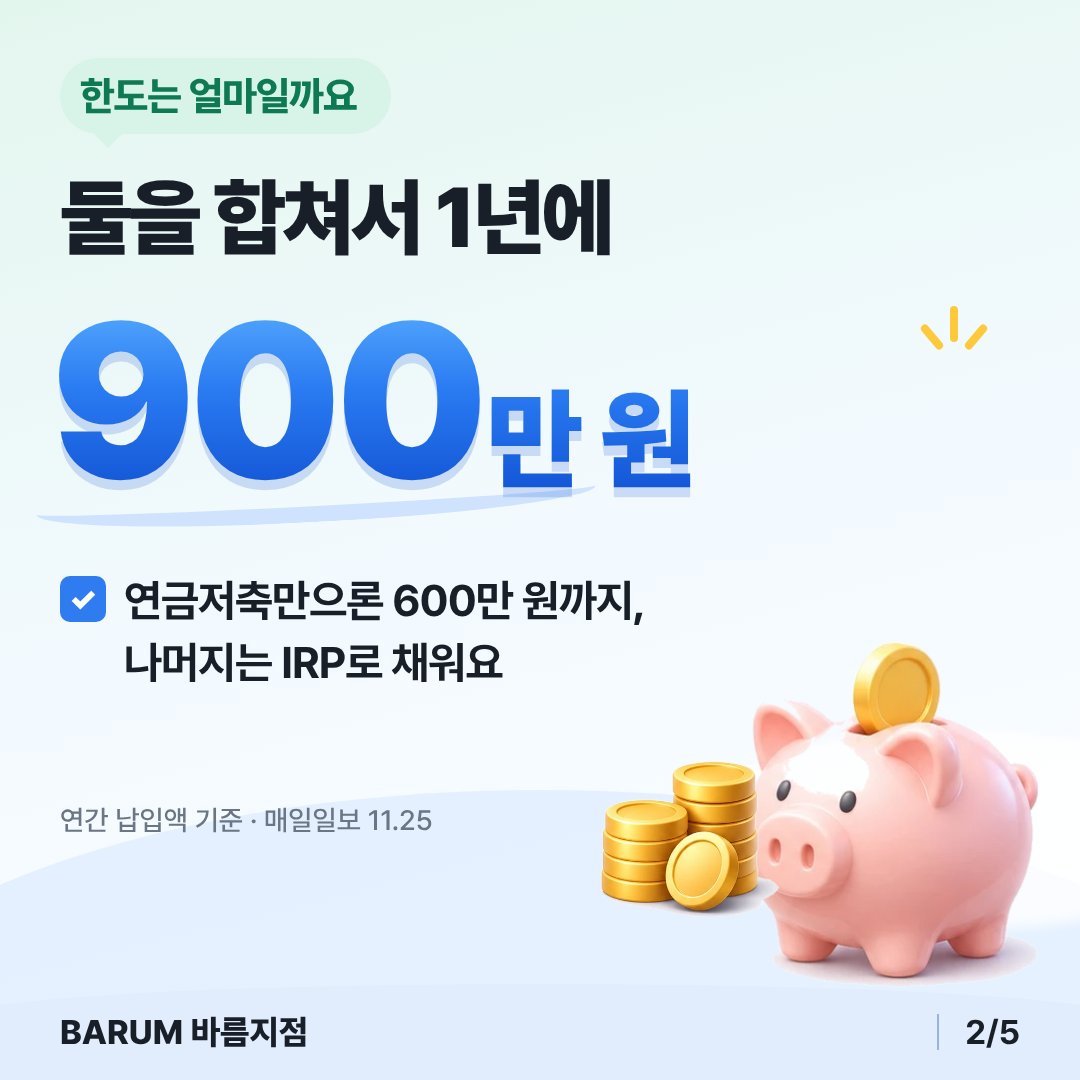 한도는 얼마일까요
둘을 합쳐서 1년에
900만 원
연금저축만으론 600만 원까지,
나머지는 IRP로 채워요
연간 납입액 기준 · 매일일보 11.25
BARUM 바름지점
2/5